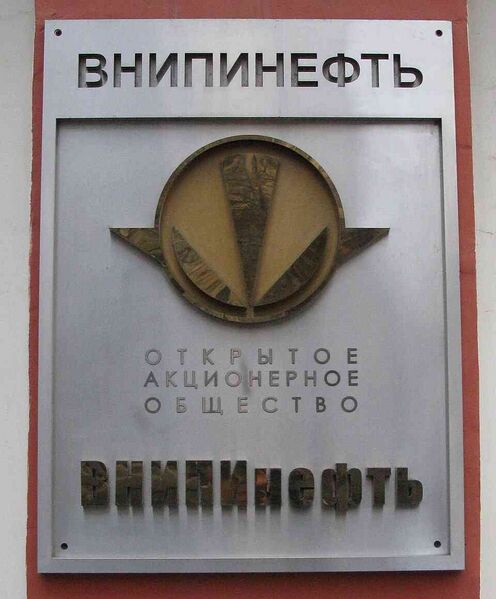 ВНИПИНЕФТЬ
ОТКРЫТОЕ
АКЦИОНЕРНОЕ
ОБЩЕСТВО
ВНИПИнефть